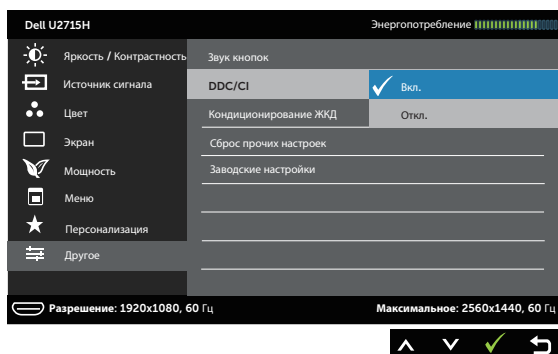 Dell U2715H Энергопотребление
Яркость / Контрастность Звук кнопок
Источник сигнала DDC/CI Вкл.
Цвет Кондиционирование ЖКД Откл.
Экран Сброс прочих настроек
Мощность Заводские настройки
Меню
Персонализация
Другое
Разрешение: 1920x1080, 60 Гц Максимальное: 2560x1440, 60 Гц